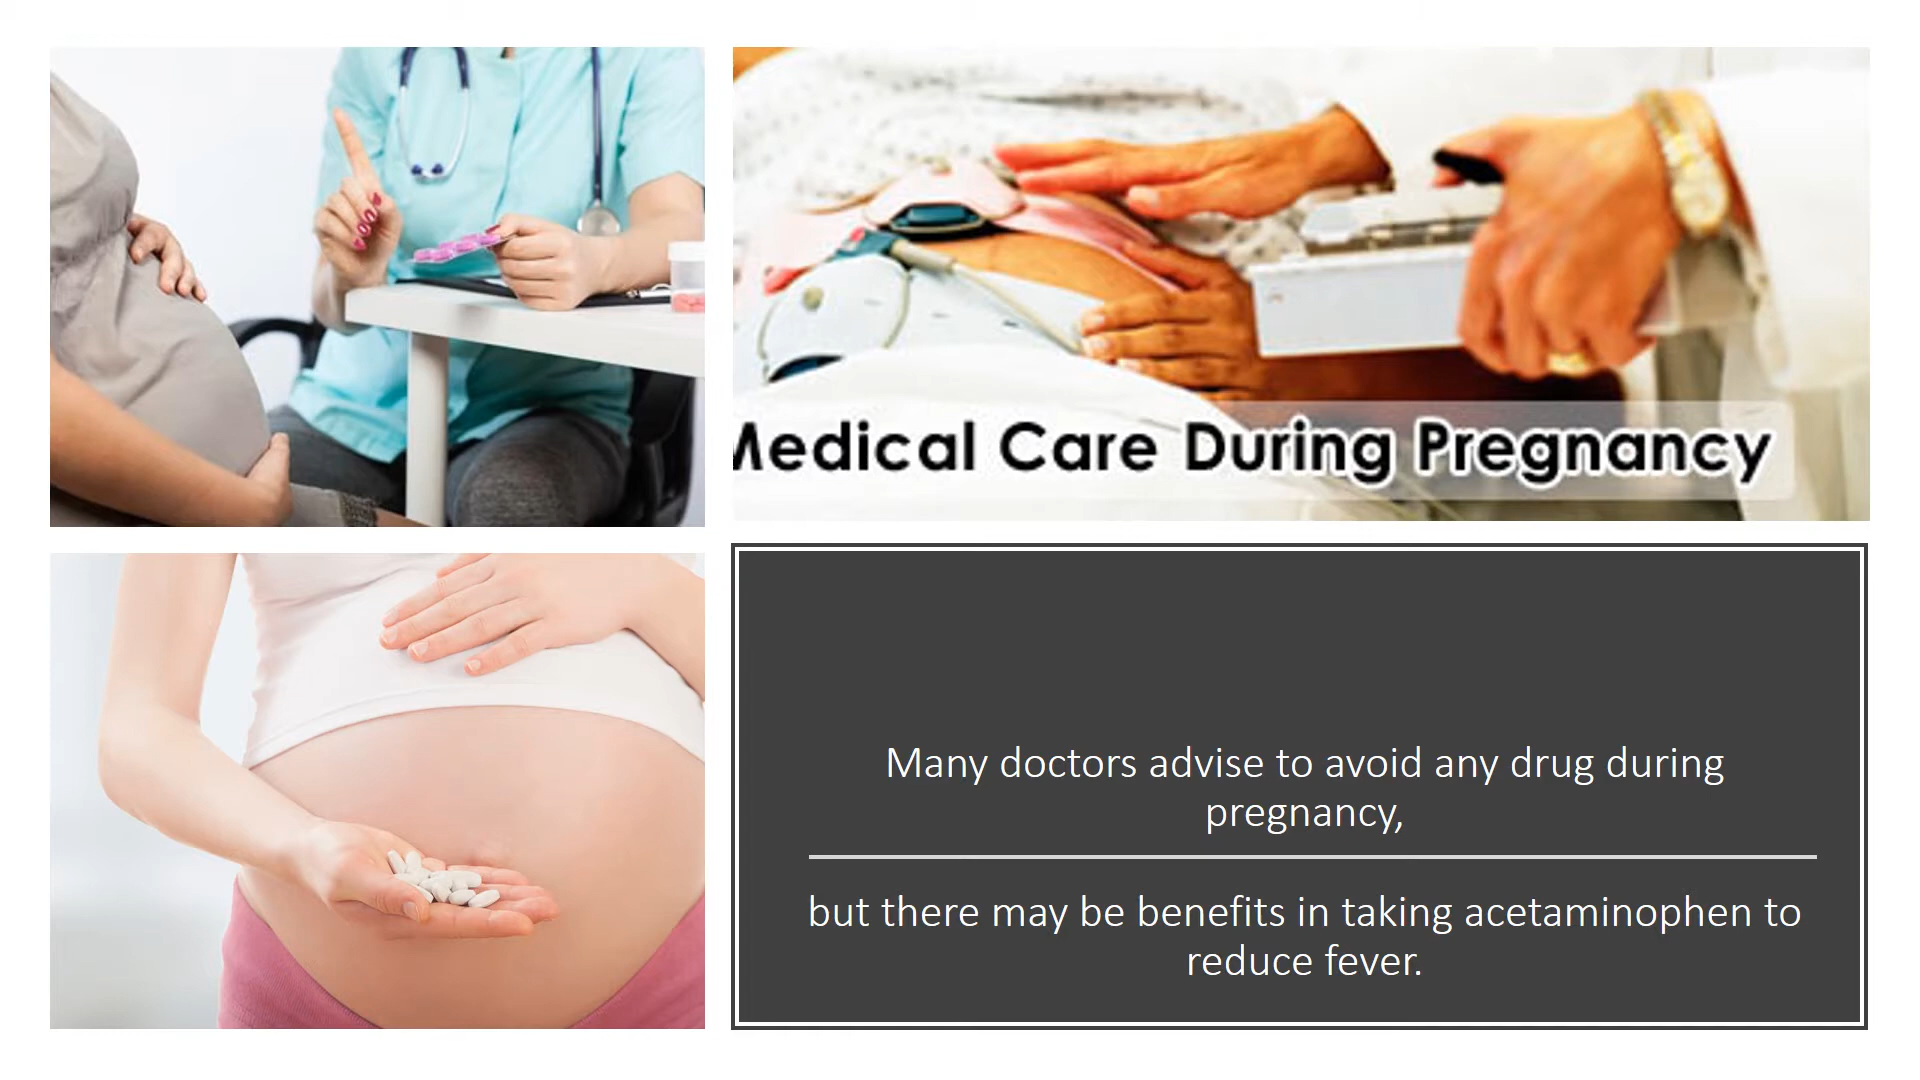 Medical Care During Pregnancy
Many doctors advise to avoid any drug during
pregnancy,
but there may be benefits in taking acetaminophen to
reduce fever.